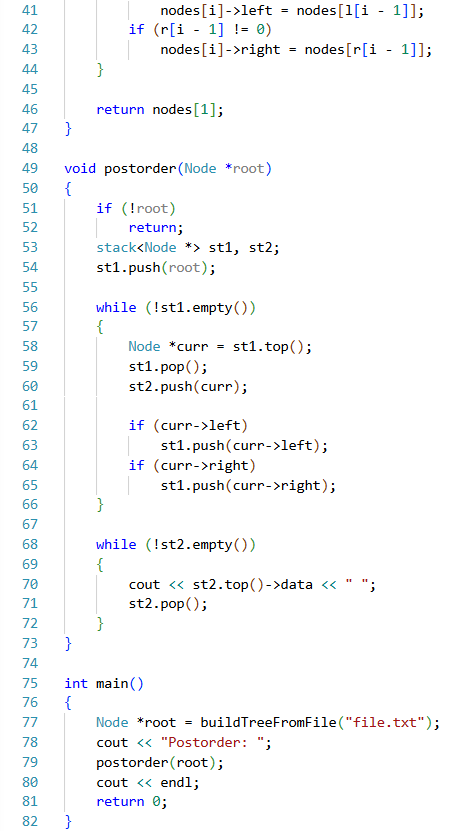 41 nodes[i]->left = nodes[l[i - 1]];
42 if (r[i - 1] != 0)
43 nodes[i]->right = nodes[r[i - 1]];
44 }
45
46 return nodes[1];
47 }
48
49 void postorder(Node *root)
50 {
51 if (!root)
52 return;
53 stack<Node *> st1, st2;
54 st1.push(root);
55
56 while (!st1.empty())
57 {
58 Node *curr = st1.top();
59 st1.pop();
60 st2.push(curr);
61
62 if (curr->left)
63 st1.push(curr->left);
64 if (curr->right)
65 st1.push(curr->right);
66 }
67
68 while (!st2.empty())
69 {
70 cout << st2.top()->data << " ";
71 st2.pop();
72 }
73 }
74
75 int main()
76 {
77 Node *root = buildTreeFromFile("file.txt");
78 cout << "Postorder: ";
79 postorder(root);
80 cout << endl;
81 return 0;
82 }